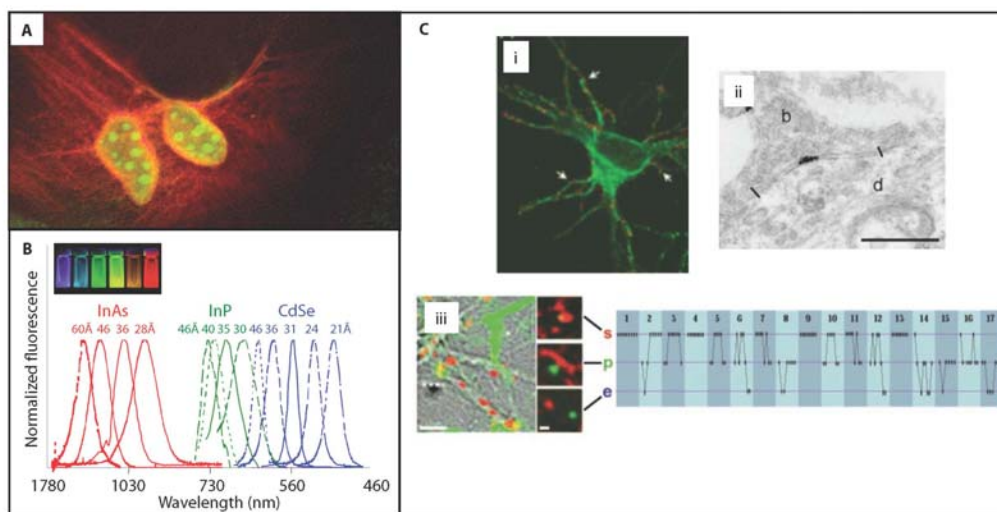 A
B
Normalized fluorescence
InAs
InP
CdSe
60Å 46 36 28Å
46Å 40 35 30
46 36 31 24 21Å
1780 1030 730 560 460
Wavelength (nm)
C
i
ii
b
d
iii
s
p
e
1 2 3 4 5 6 7 8 9 10 11 12 13 14 15 16 17